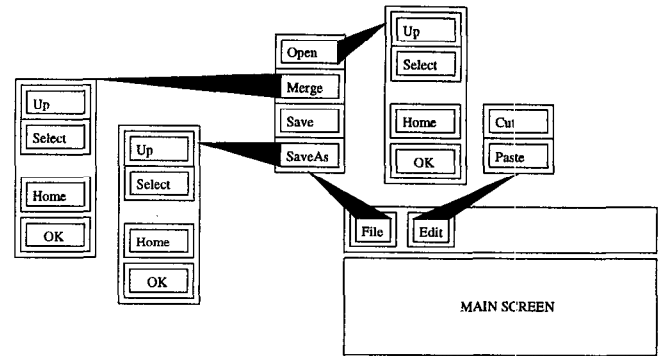 Open
Merge
Save
SaveAs
Up
Select
Home
OK
Up
Select
Home
OK
Up
Select
Home
OK
Cut
Paste
File
Edit
MAIN SCREEN